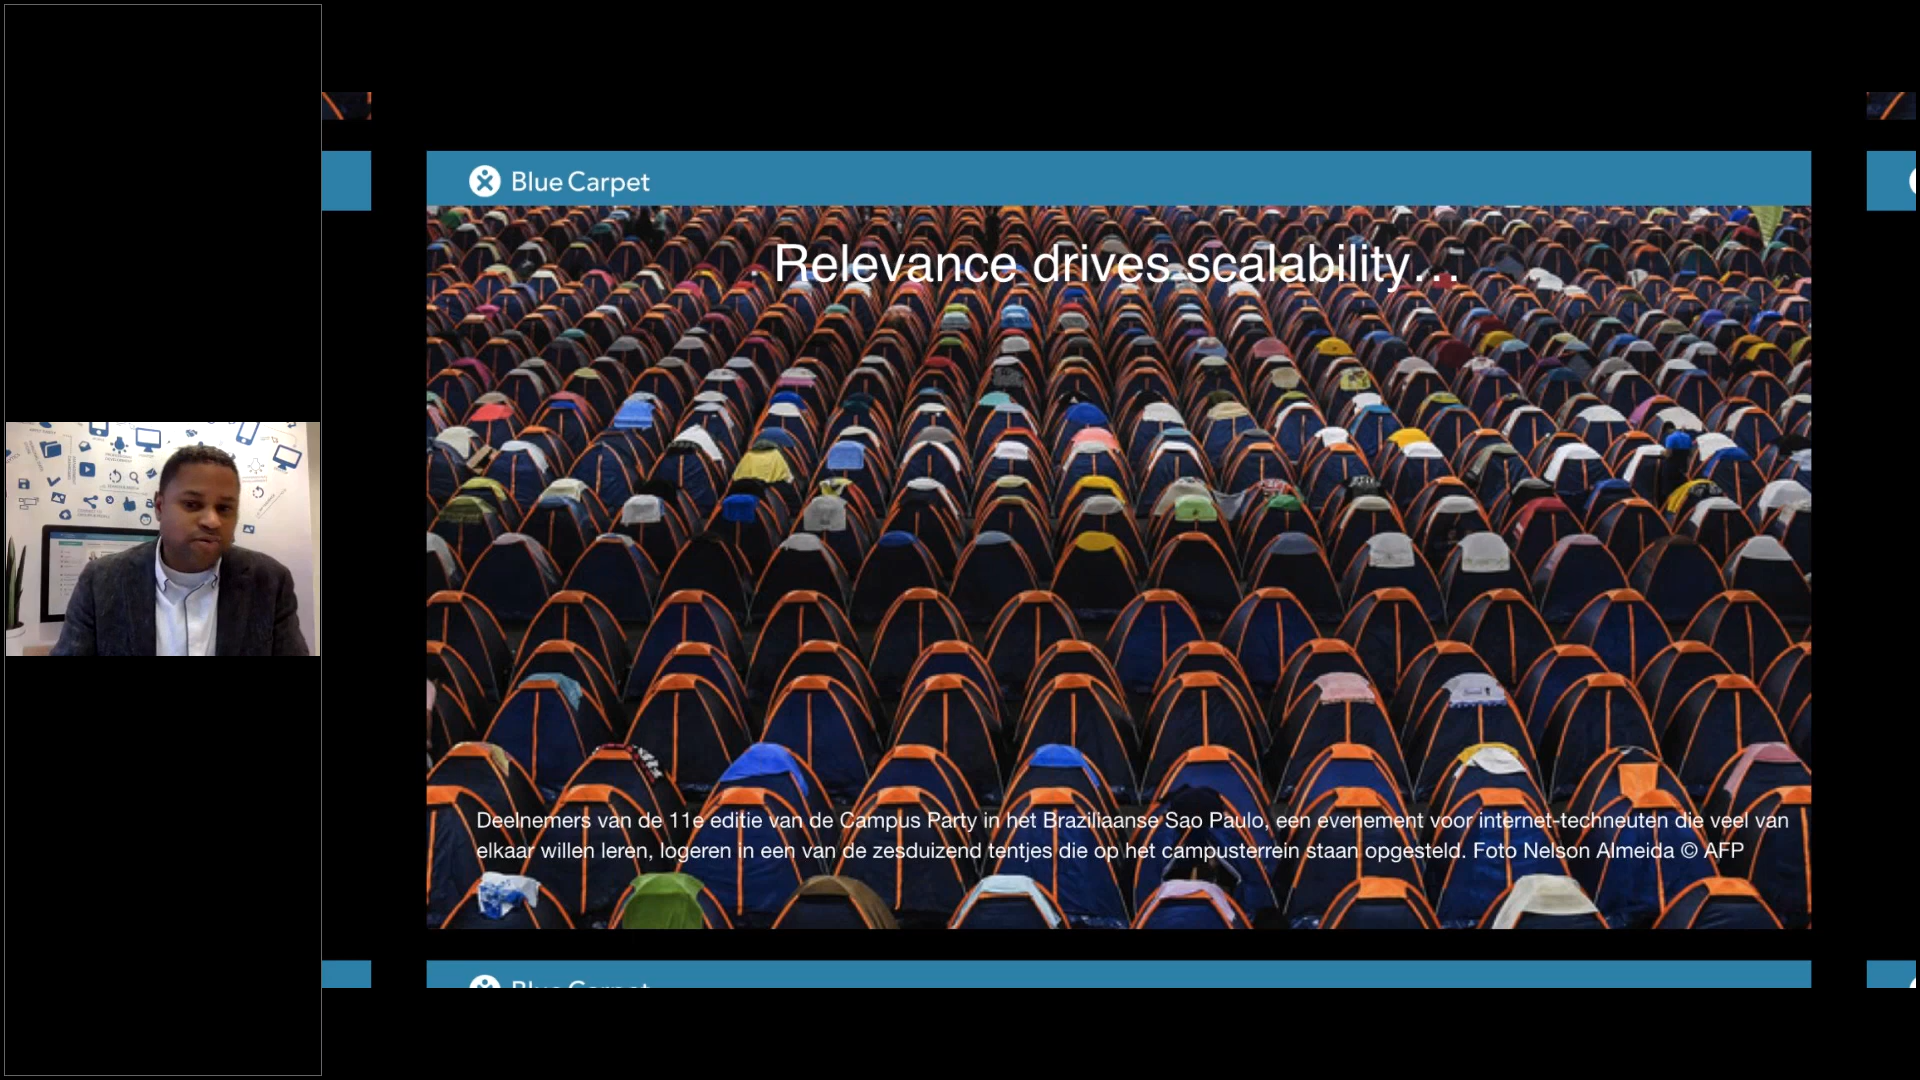 Blue Carpet
Relevance drives scalability...
Deelnemers van de 11e editie van de Campus Party in het Braziliaanse Sao Paulo, een evenement voor internet-techneuten die veel van
elkaar willen leren, logeren in een van de zesduizend tentjes die op het campusterrein staan opgesteld. Foto Nelson Almeida © AFP
Blue Carpet